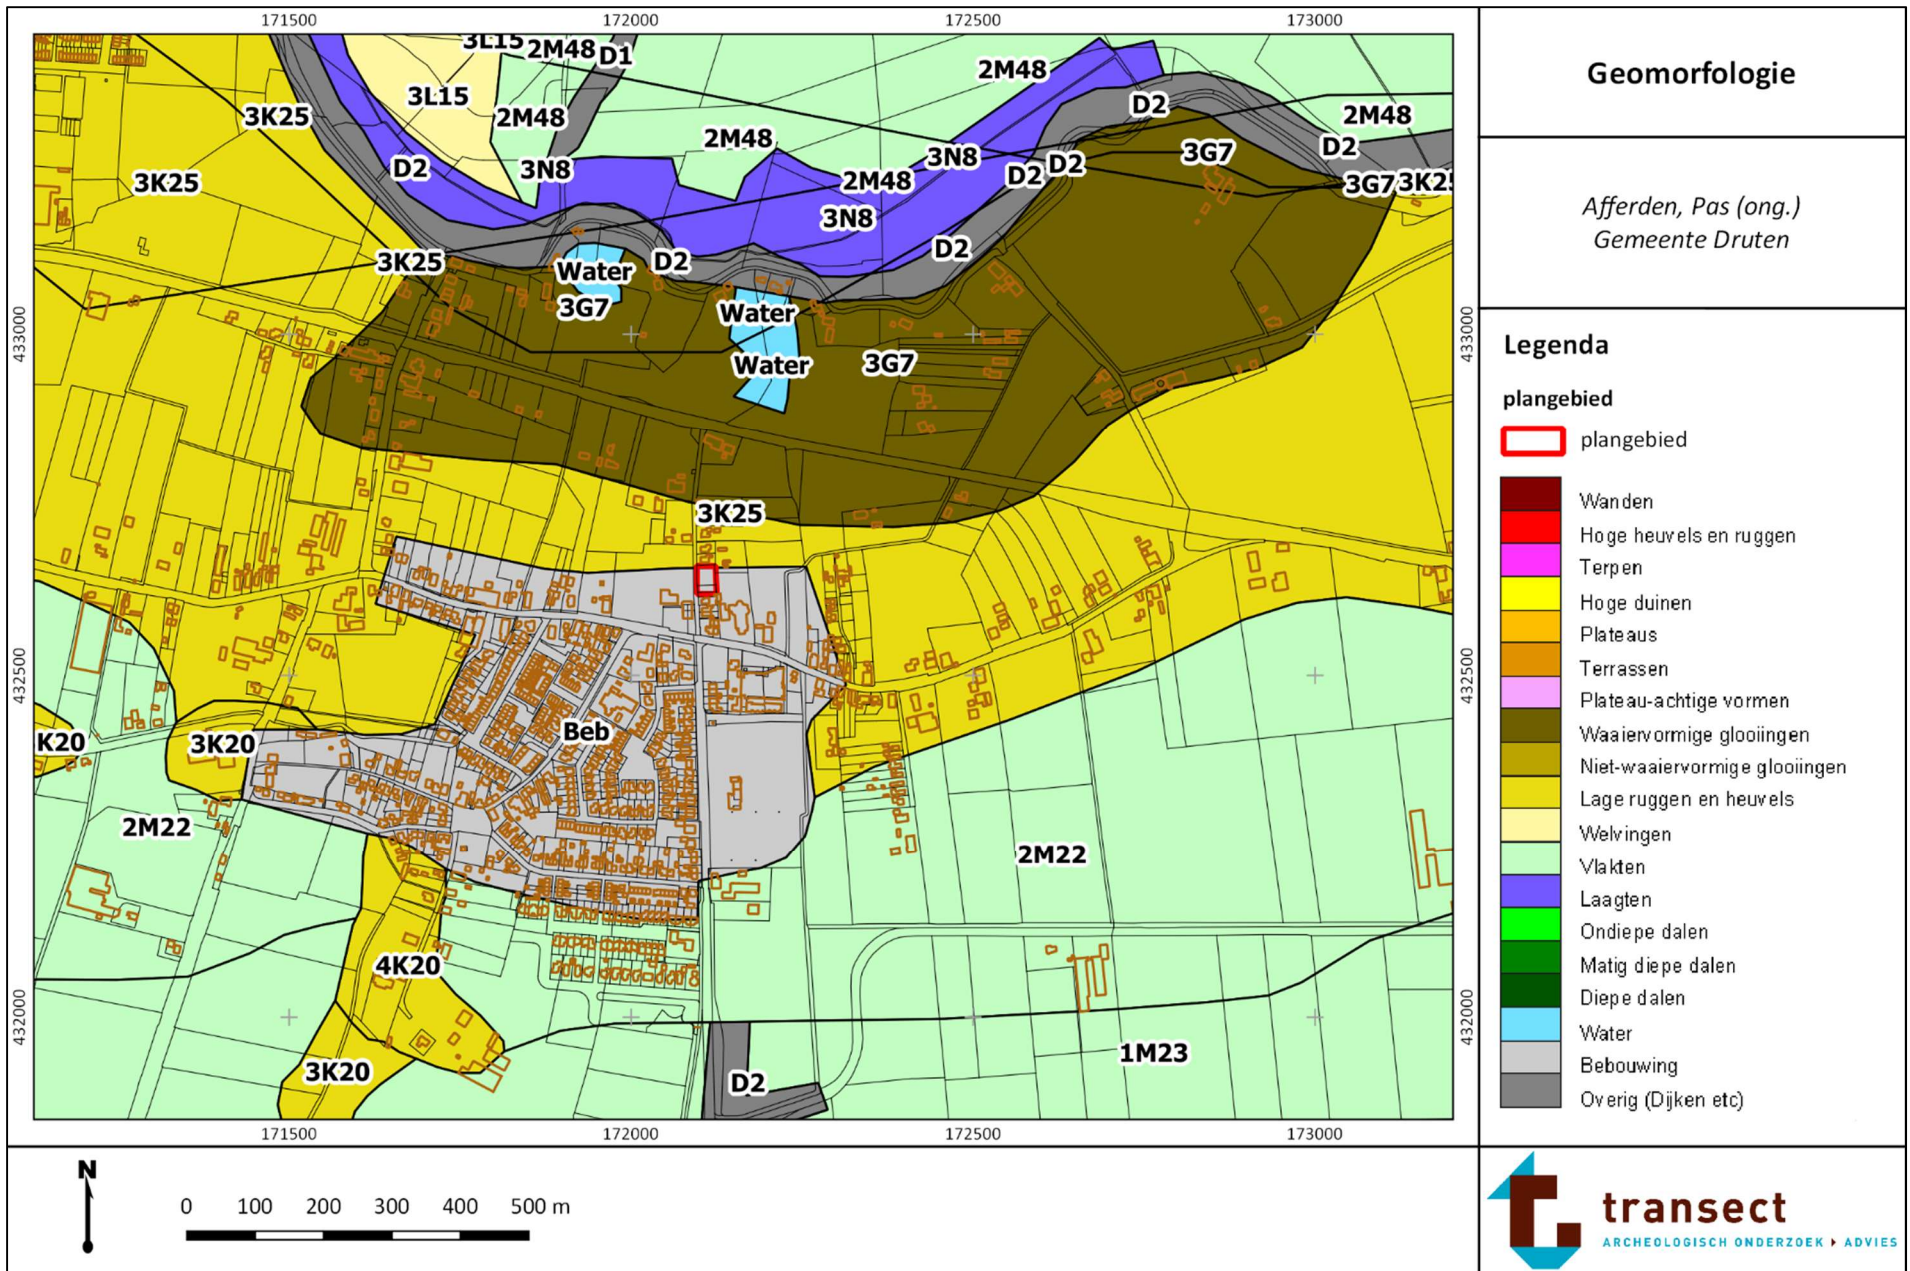 171500
172000
172500
173000
3L15
2M48
D1
2M48
3K25
3L15
2M48
D2
2M48
2M48
3K25
D2
3N8
2M48
3N8
3G7
D2
D2
D2
3G7
3K25
3N8
3K25
D2
D2
Water
3G7
Water
Water
3G7
433000
433000
3K25
432500
432500
K20
3K20
Beb
2M22
2M22
4K20
432000
432000
3K20
D2
1M23
171500
172000
172500
173000
N
0 100 200 300 400 500 m
Geomorfologie
Afferden, Pas (ong.)
Gemeente Druten
Legenda
plangebied
plangebied
Wanden
Hoge heuvels en ruggen
Terpen
Hoge duinen
Plateaus
Terrassen
Plateau-achtige vormen
Waaiervormige glooiingen
Niet-waaiervormige glooiingen
Lage ruggen en heuvels
Welvingen
Vlakten
Laagten
Ondiepe dalen
Matig diepe dalen
Diepe dalen
Water
Bebouwing
Overig (Dijken etc)
transect
ARCHEOLOGISCH ONDERZOEK ▸ ADVIES